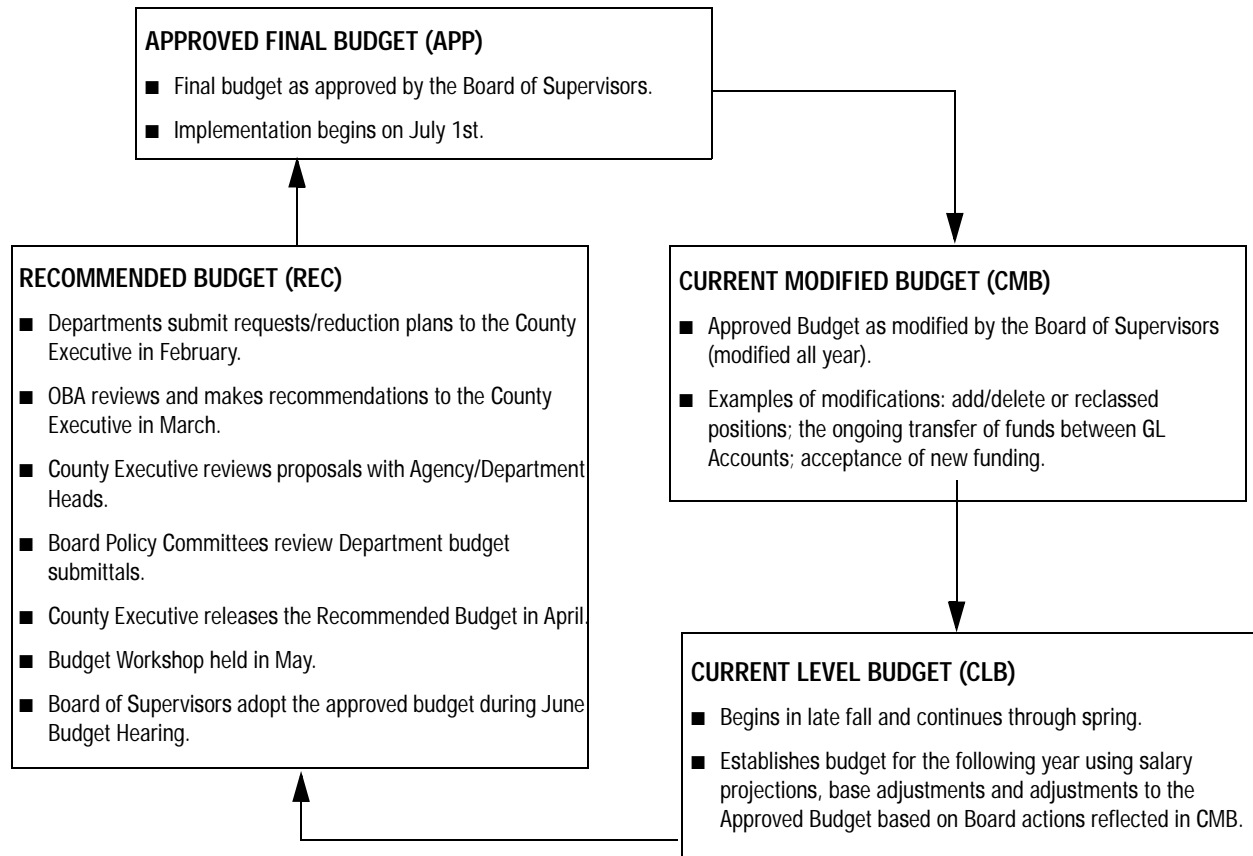 APPROVED FINAL BUDGET (APP)
■ Final budget as approved by the Board of Supervisors.
■ Implementation begins on July 1st.
RECOMMENDED BUDGET (REC)
■ Departments submit requests/reduction plans to the County
Executive in February.
■ OBA reviews and makes recommendations to the County
Executive in March.
■ County Executive reviews proposals with Agency/Department
Heads.
■ Board Policy Committees review Department budget
submittals.
■ County Executive releases the Recommended Budget in April.
■ Budget Workshop held in May.
■ Board of Supervisors adopt the approved budget during June
Budget Hearing.
CURRENT MODIFIED BUDGET (CMB)
■ Approved Budget as modified by the Board of Supervisors
(modified all year).
■ Examples of modifications: add/delete or reclassed
positions; the ongoing transfer of funds between GL
Accounts; acceptance of new funding.
CURRENT LEVEL BUDGET (CLB)
■ Begins in late fall and continues through spring.
■ Establishes budget for the following year using salary
projections, base adjustments and adjustments to the
Approved Budget based on Board actions reflected in CMB.